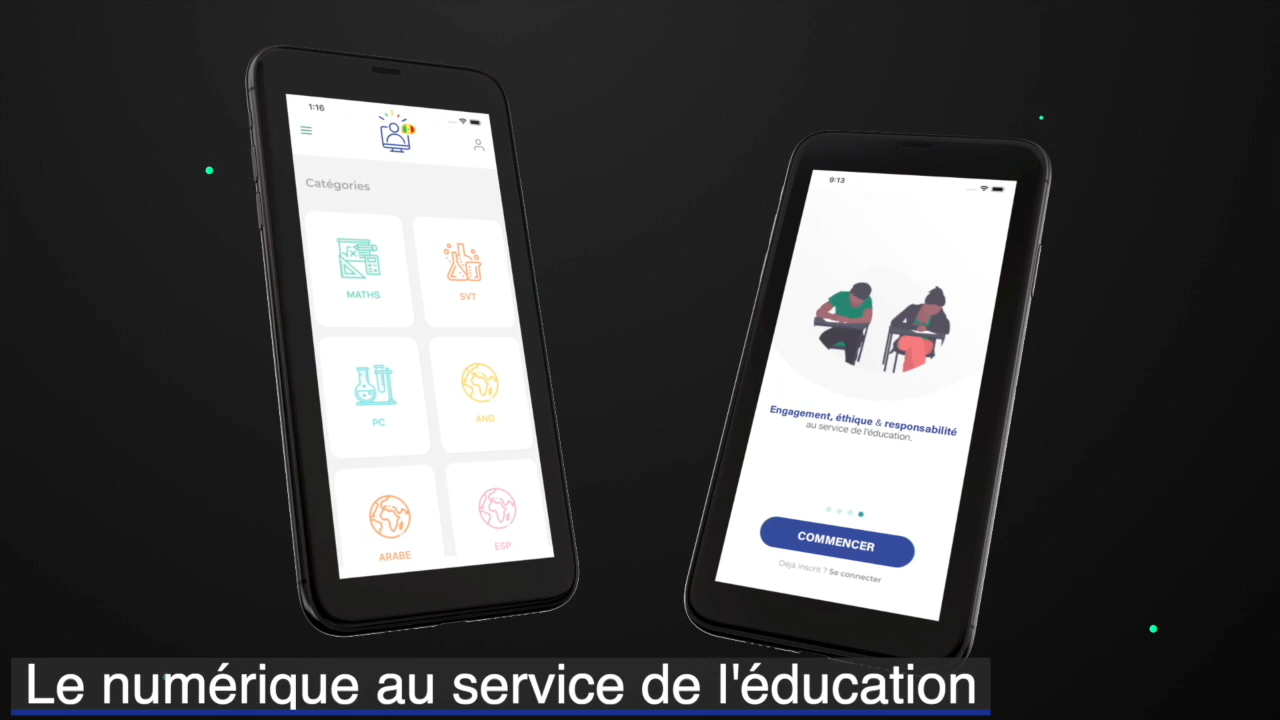 1:16
Catégories
MATHS
SVT
PC
ANG
ARABE
ESP
9:13
Engagement, éthique & responsabilité
au service de l'éducation.
COMMENCER
Déjà inscrit ? Se connecter
Le numérique au service de l'éducation